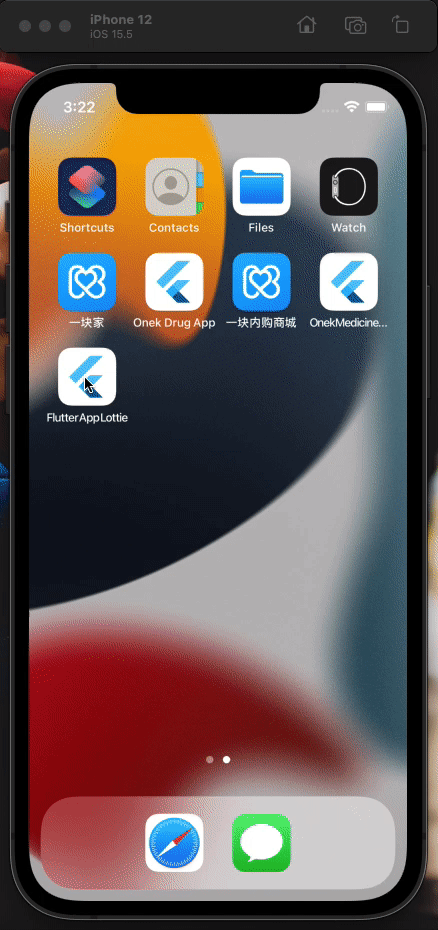 iPhone 12
iOS 15.5
3:22
Shortcuts
Contacts
Files
Watch
一块家
Onek Drug App
一块内购商城
OnekMedicine...
FlutterAppLottie